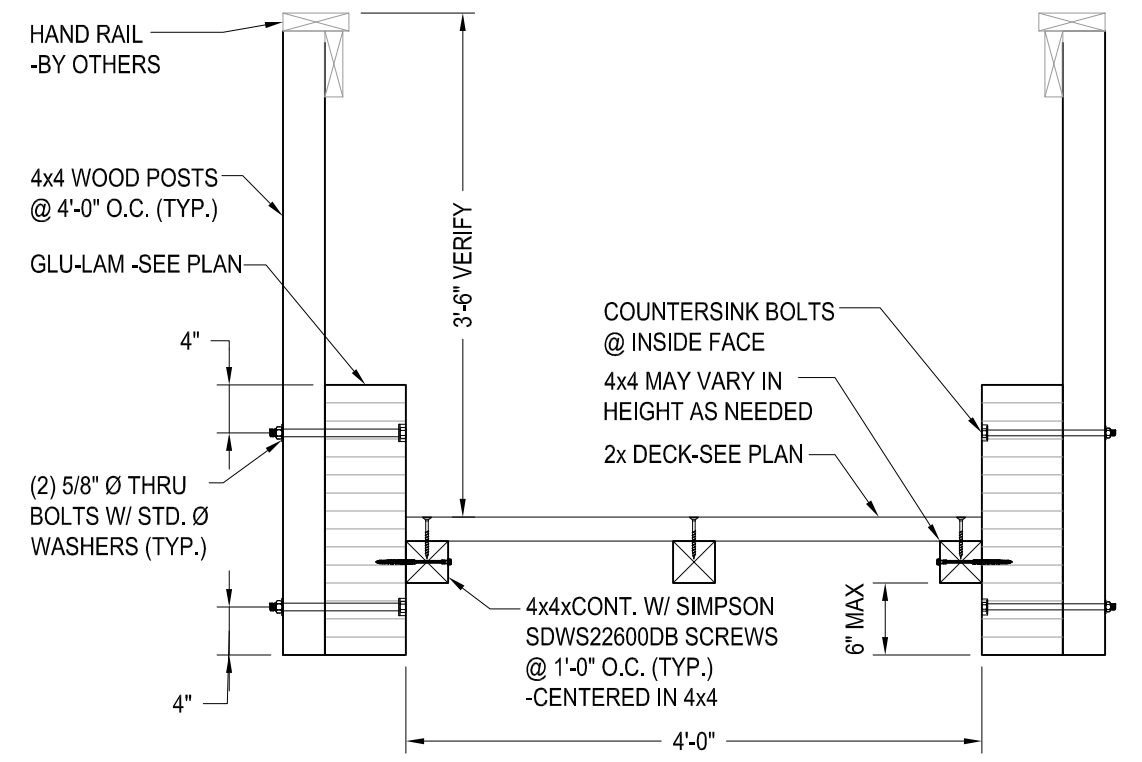 HAND RAIL
-BY OTHERS
4x4 WOOD POSTS
@ 4'-0" O.C. (TYP.)
GLU-LAM -SEE PLAN
4"
(2) 5/8" Ø THRU
BOLTS W/ STD. Ø
WASHERS (TYP.)
4"
3'-6" VERIFY
COUNTERSINK BOLTS
@ INSIDE FACE
4x4 MAY VARY IN
HEIGHT AS NEEDED
2x DECK-SEE PLAN
4x4xCONT. W/ SIMPSON
SDWS22600DB SCREWS
@ 1'-0" O.C. (TYP.)
-CENTERED IN 4x4
6" MAX
4'-0"